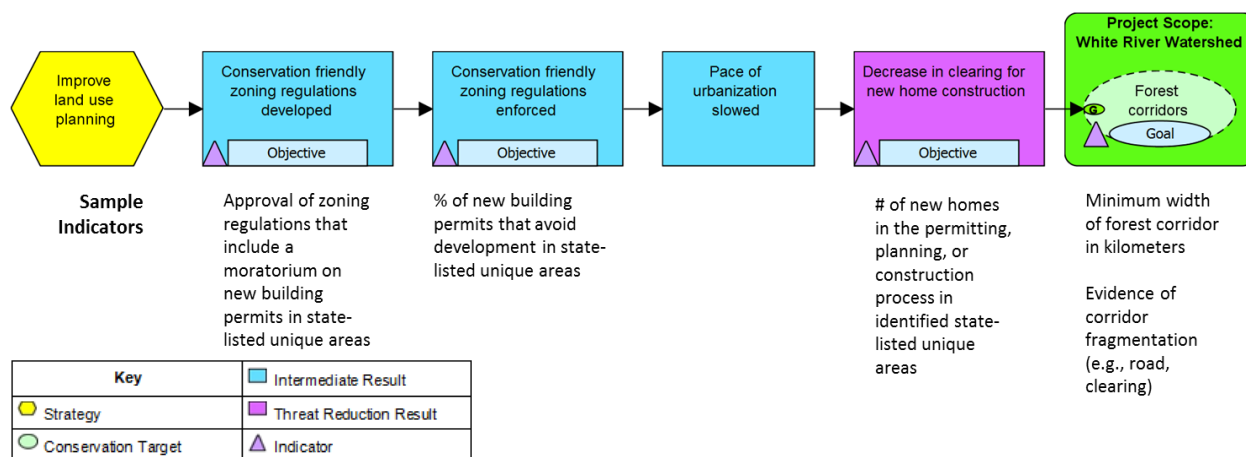 Improve
land use
planning
Conservation friendly
zoning regulations
developed
Objective
Conservation friendly
zoning regulations
enforced
Objective
Pace of
urbanization
slowed
Decrease in clearing for
new home construction
Objective
Project Scope:
White River Watershed
Forest
corridors
G
Goal
Sample
Indicators
Approval of zoning
regulations that
include a
moratorium on
new building
permits in state-
listed unique areas
% of new building
permits that avoid
development in state-
listed unique areas
# of new homes
in the permitting,
planning, or
construction
process in
identified state-
listed unique
areas
Minimum width
of forest corridor
in kilometers
Evidence of
corridor
fragmentation
(e.g., road,
clearing)
Key
Intermediate Result
Strategy
Threat Reduction Result
Conservation Target
Indicator